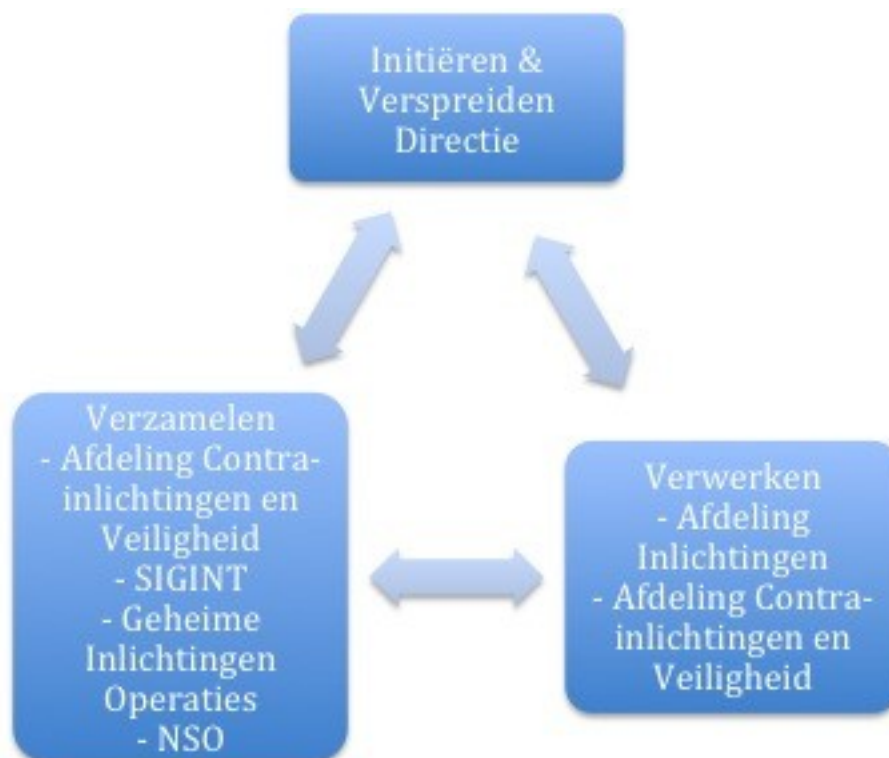 Initiëren &
Verspreiden
Directie
Verzamelen
- Afdeling Contra-
inlichtingen en
Veiligheid
- SIGINT
- Geheime
Inlichtingen
Operaties
- NSO
Verwerken
- Afdeling
Inlichtingen
- Afdeling Contra-
inlichtingen en
Veiligheid